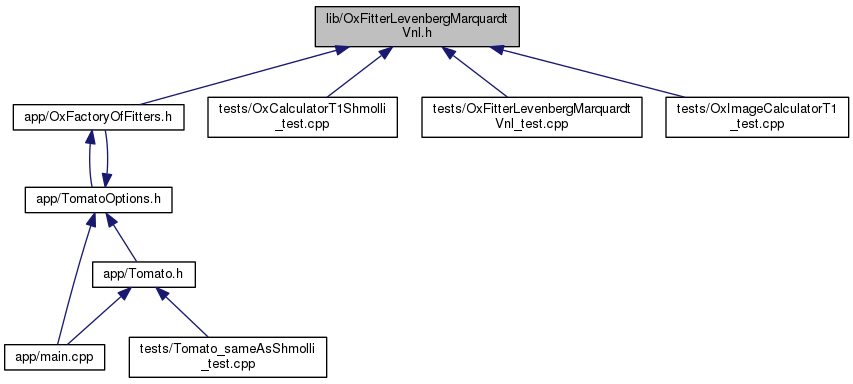 lib/OxFitterLevenbergMarquardt
Vnl.h
app/OxFactoryOfFitters.h
tests/OxCalculatorT1Shmolli
_test.cpp
tests/OxFitterLevenbergMarquardt
Vnl_test.cpp
tests/OxImageCalculatorT1
_test.cpp
app/TomatoOptions.h
app/Tomato.h
app/main.cpp
tests/Tomato_sameAsShmolli
_test.cpp